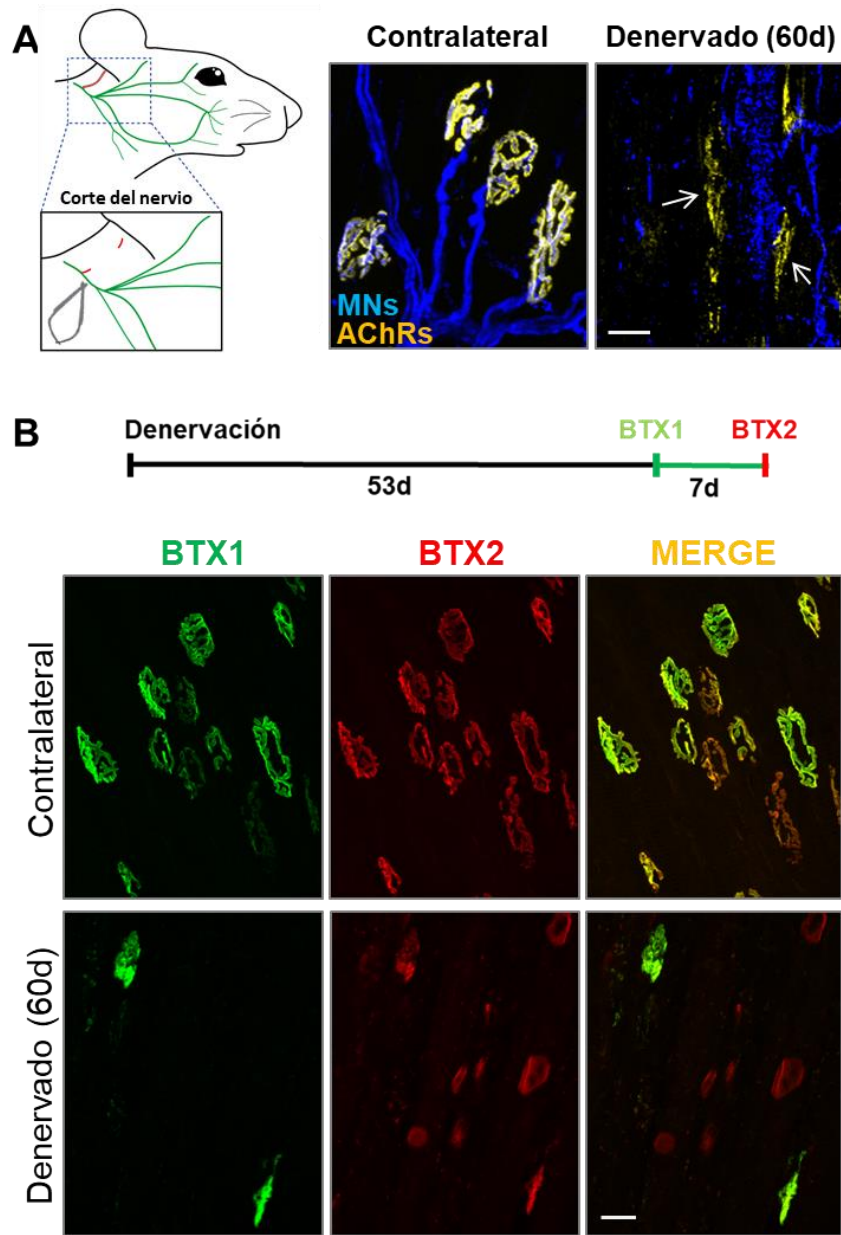 A
Contralateral
Denervado (60d)
Corte del nervio
MNs
AChRs
B
Denervación
BTX1
BTX2
53d
7d
BTX1
BTX2
MERGE
Contralateral
Denervado (60d)